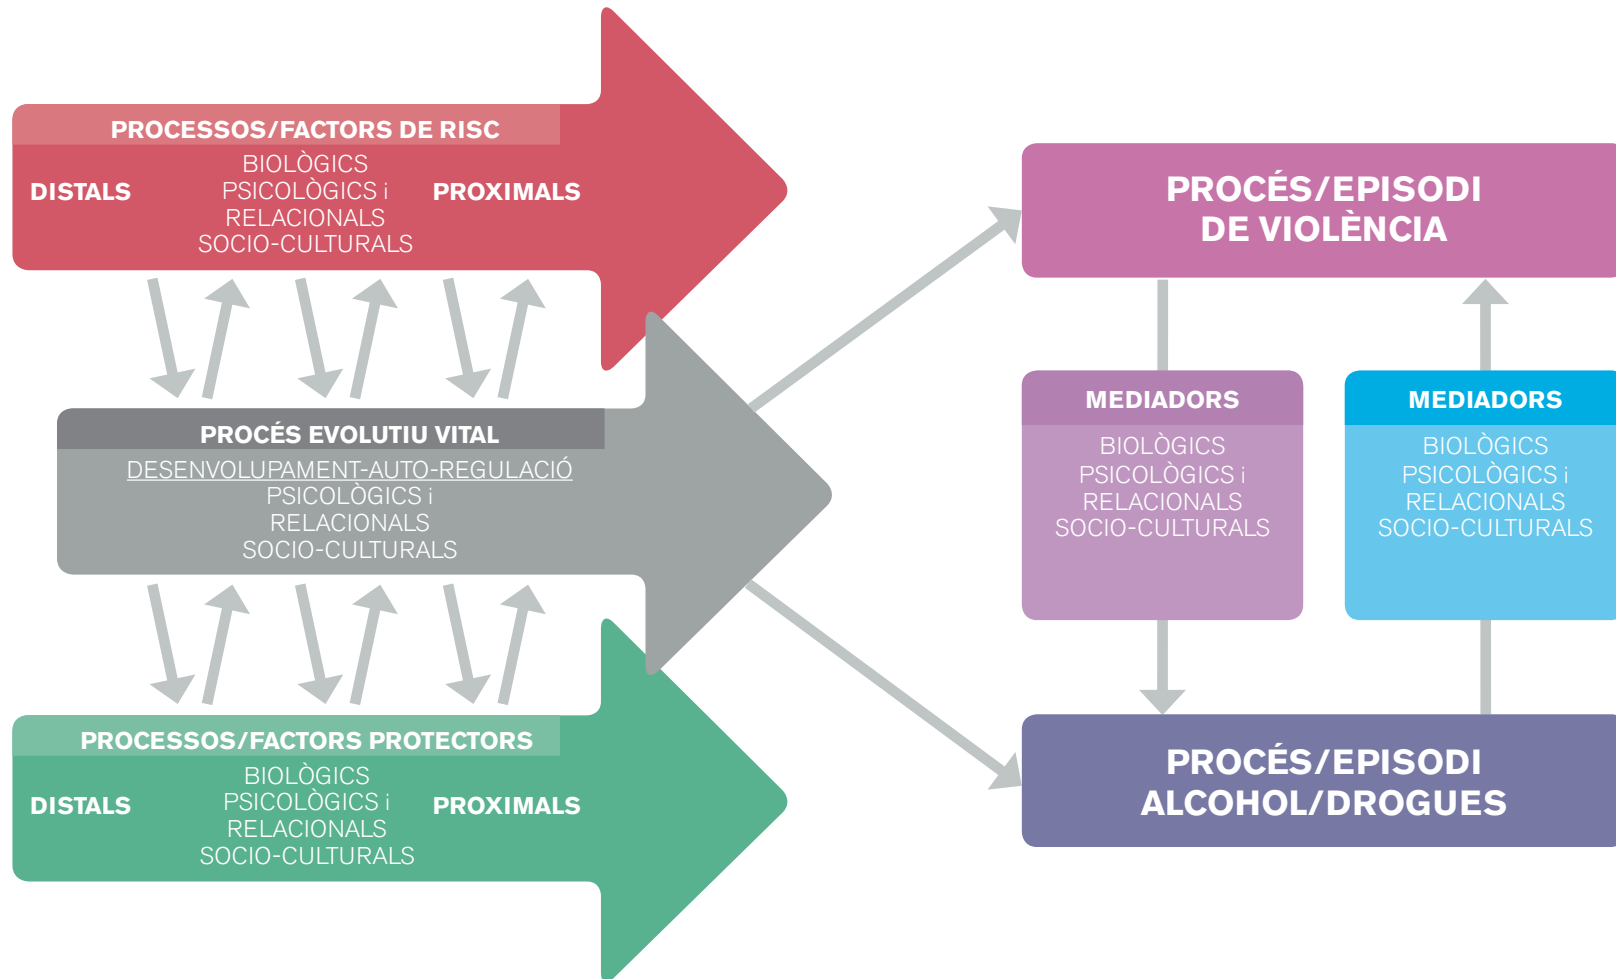 PROCESSOS/FACTORS DE RISC
DISTALS
BIOLÒGICS
PSICOLÒGICS i
RELACIONALS
SOCIO-CULTURALS
PROXIMALS
PROCÉS EVOLUTIU VITAL
DESENVOLUPAMENT-AUTO-REGULACIÓ
PSICOLÒGICS i
RELACIONALS
SOCIO-CULTURALS
PROCESSOS/FACTORS PROTECTORS
DISTALS
BIOLÒGICS
PSICOLÒGICS i
RELACIONALS
SOCIO-CULTURALS
PROXIMALS
PROCÉS/EPISODI
DE VIOLÈNCIA
MEDIADORS
BIOLÒGICS
PSICOLÒGICS i
RELACIONALS
SOCIO-CULTURALS
MEDIADORS
BIOLÒGICS
PSICOLÒGICS i
RELACIONALS
SOCIO-CULTURALS
PROCÉS/EPISODI
ALCOHOL/DROGUES